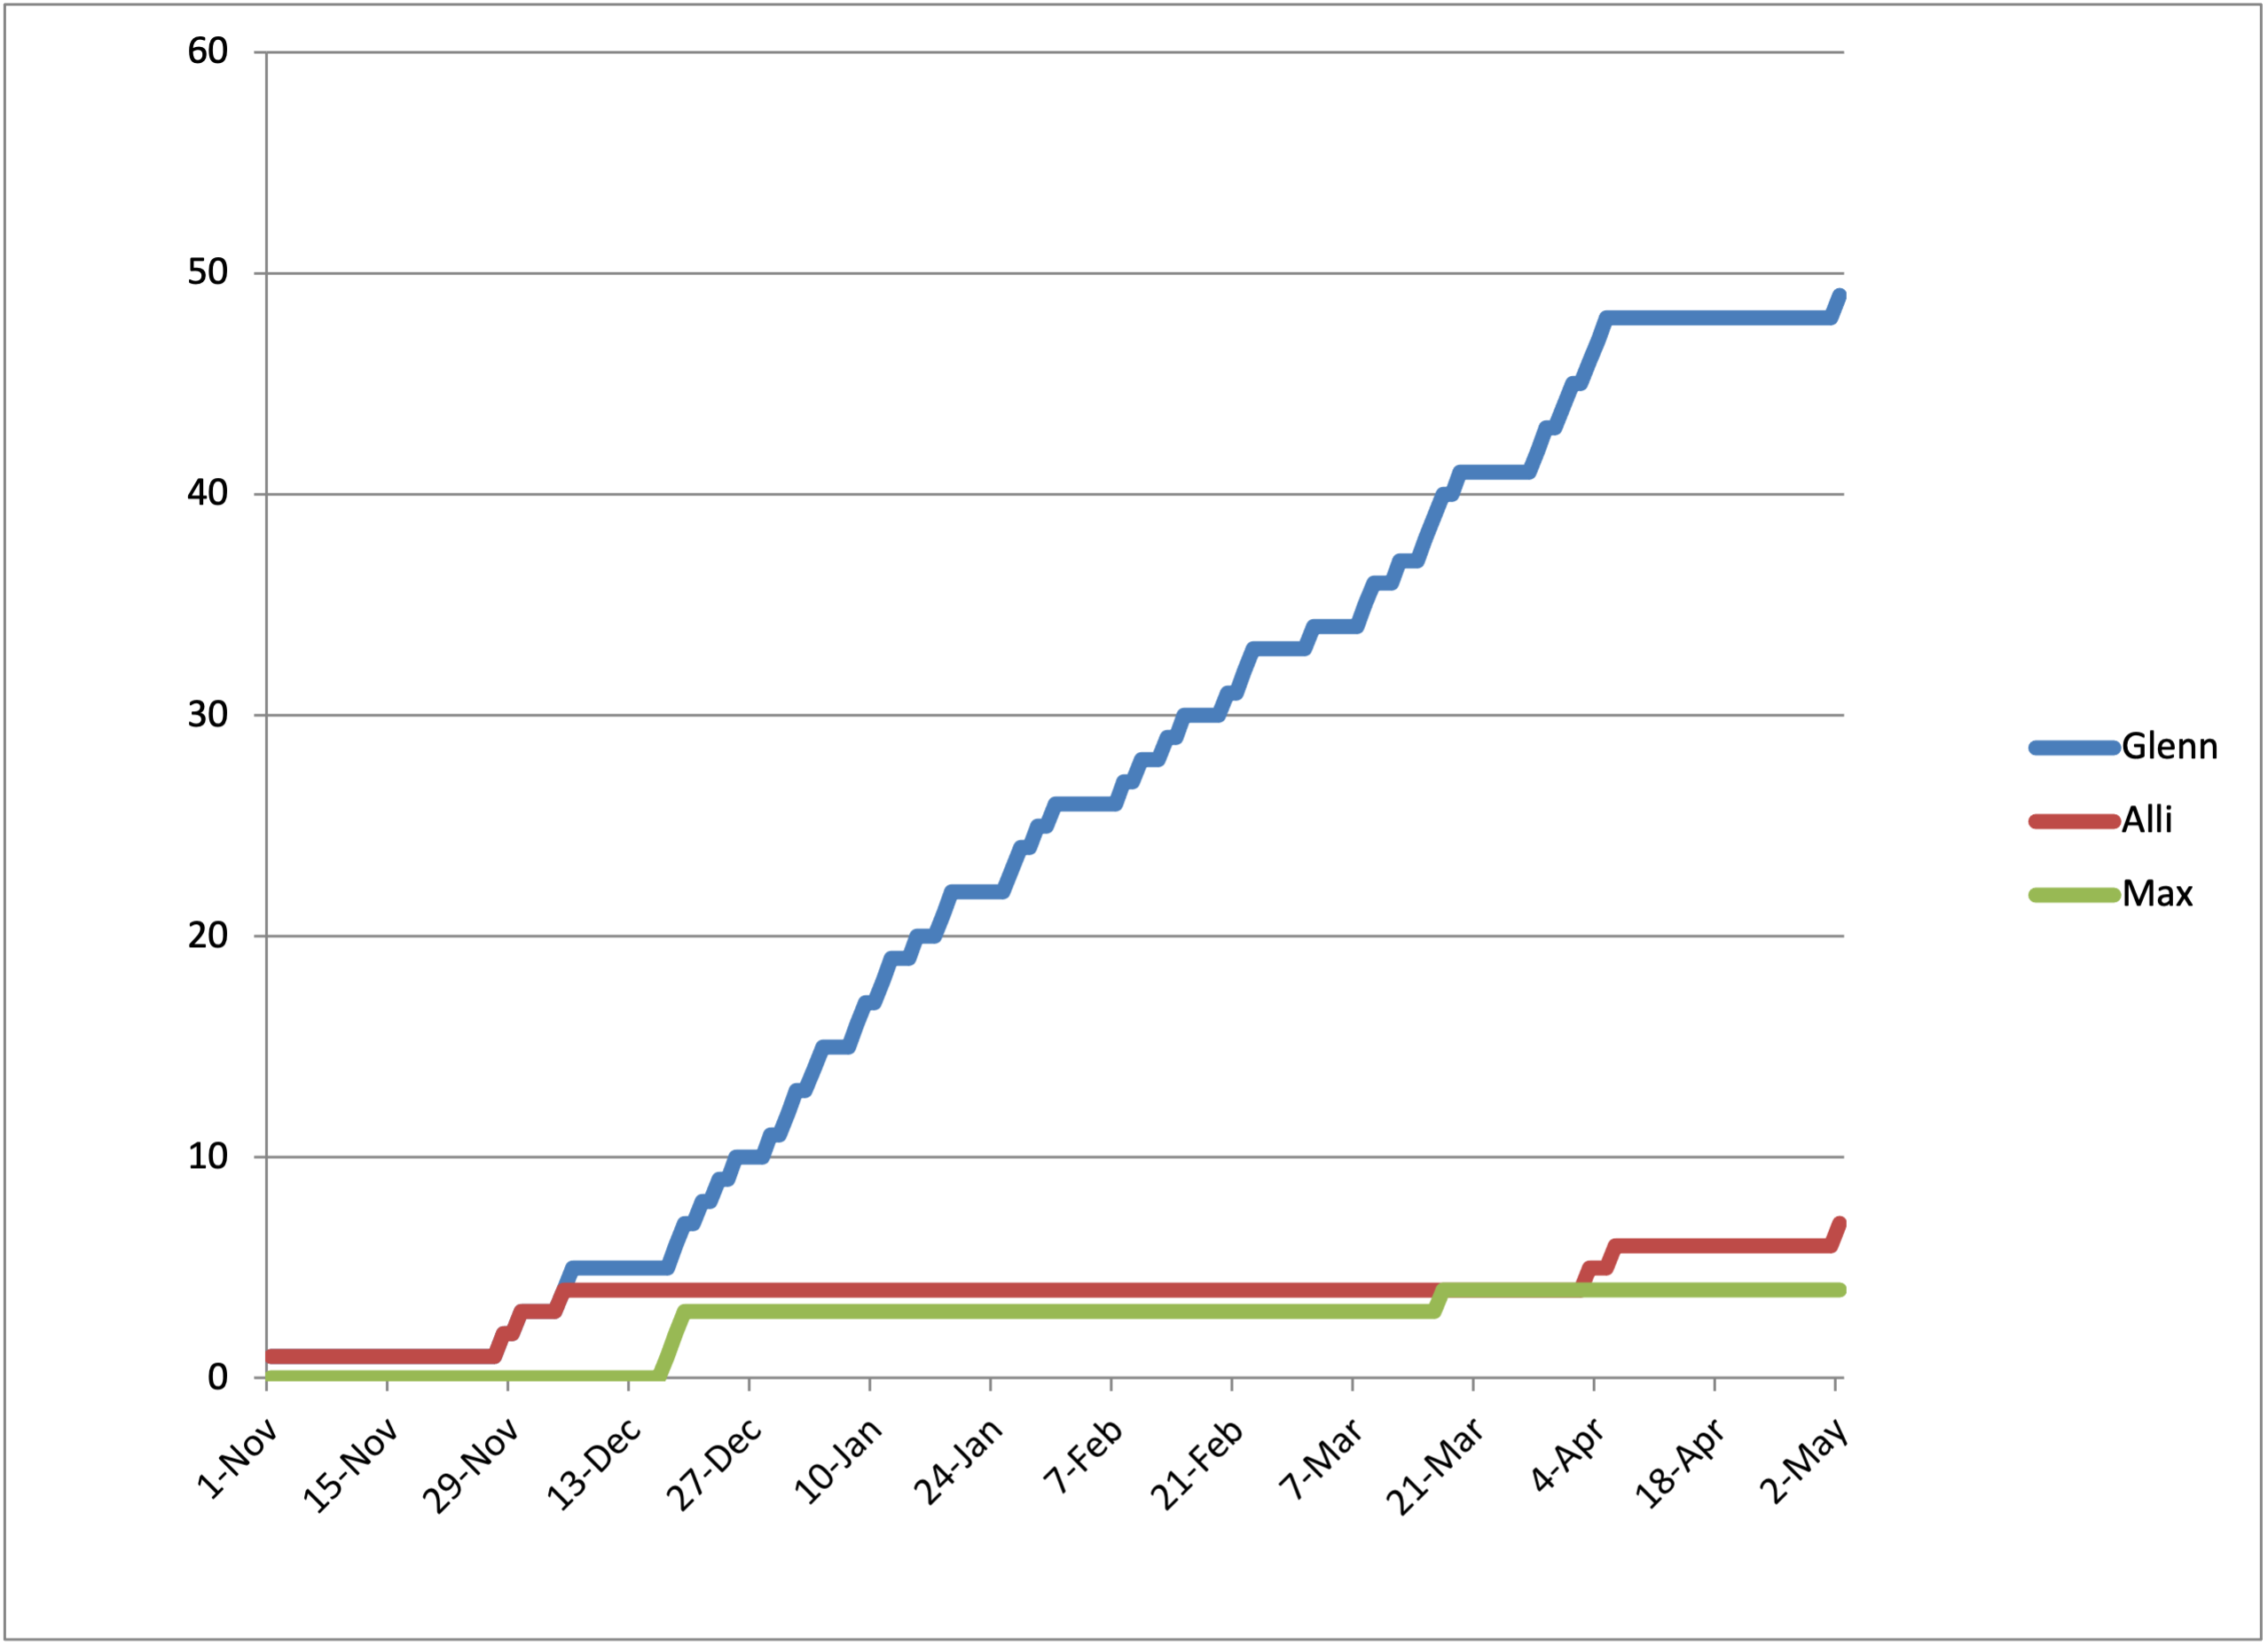 60
50
40
30
20
10
0
1-Nov
15-Nov
29-Nov
13-Dec
27-Dec
10-Jan
24-Jan
7-Feb
21-Feb
7-Mar
21-Mar
4-Apr
18-Apr
2-May
Glenn
Alli
Max